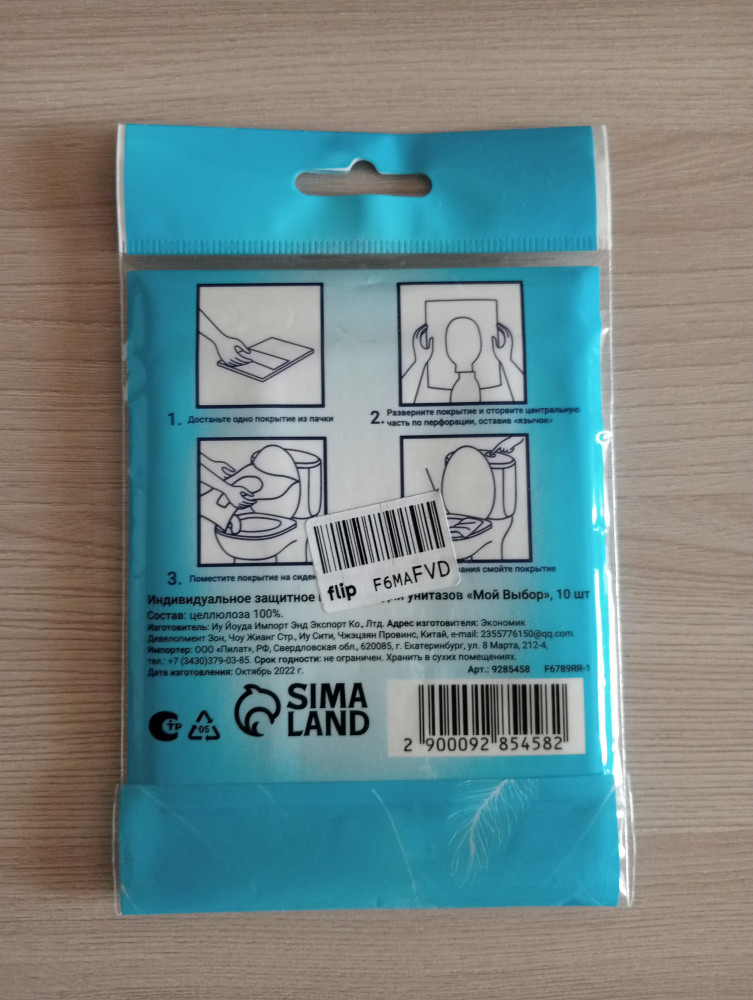 1. Достаньте одно покрытие из пачки
2. Разверните покрытие и оторвите центральную
часть по перфорации, оставив «язычок»
3. Поместите покрытие на
смойте покрытие
flip F6MAFVD
Индивидуальное защитное унитазов «Мой Выбор», 10 шт
Состав: целлюлоза 100%.
Изготовитель: Иу Йоуда Импорт Энд Экспорт Ко., Лтд. Адрес изготовителя: Экономик
Девелопмент Зон, Чоу Жианг Стр., Иу Сити, Чжэцзян Провинс, Китай, e-mail: 2355776150@qq.com.
Импортер: ООО «Пилат», РФ, Свердловская обл., 620085, г. Екатеринбург, ул. 8 Марта, 212-4,
тел.: +7 (3430)379-03-85. Срок годности: не ограничен. Хранить в сухих помещениях.
Дата изготовления: Октябрь 2022 г. Арт.: 9285458 F6789RR-1
СТР
05
SIMA
LAND
2 900092 854582